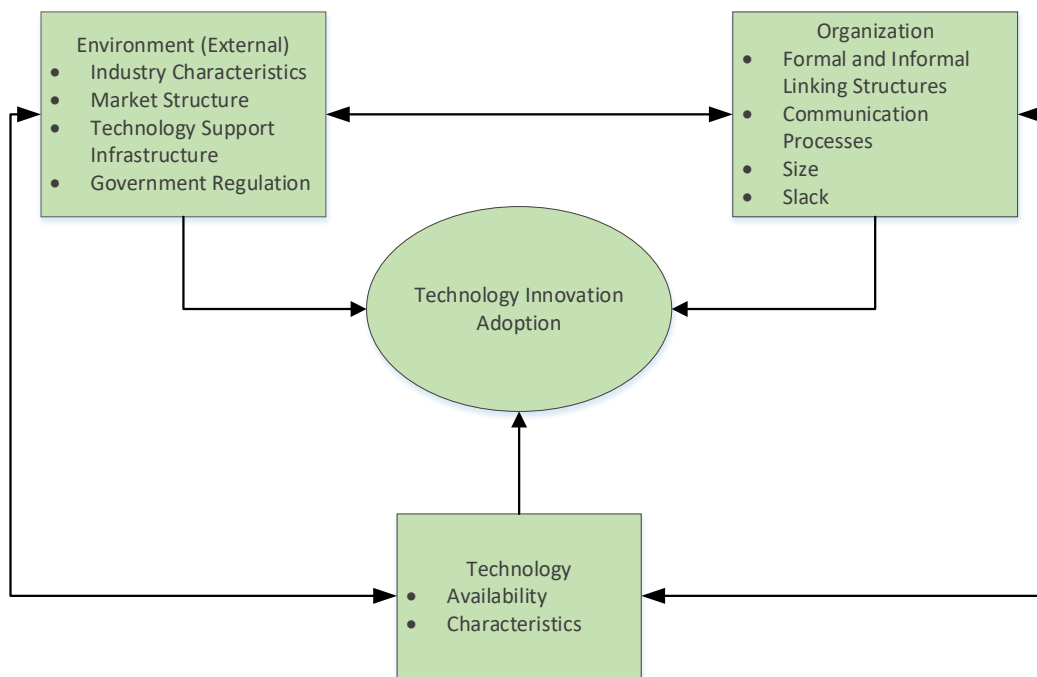 Environment (External)
• Industry Characteristics
• Market Structure
• Technology Support
Infrastructure
• Government Regulation
Organization
• Formal and Informal
Linking Structures
• Communication
Processes
• Size
• Slack
Technology Innovation
Adoption
Technology
• Availability
• Characteristics